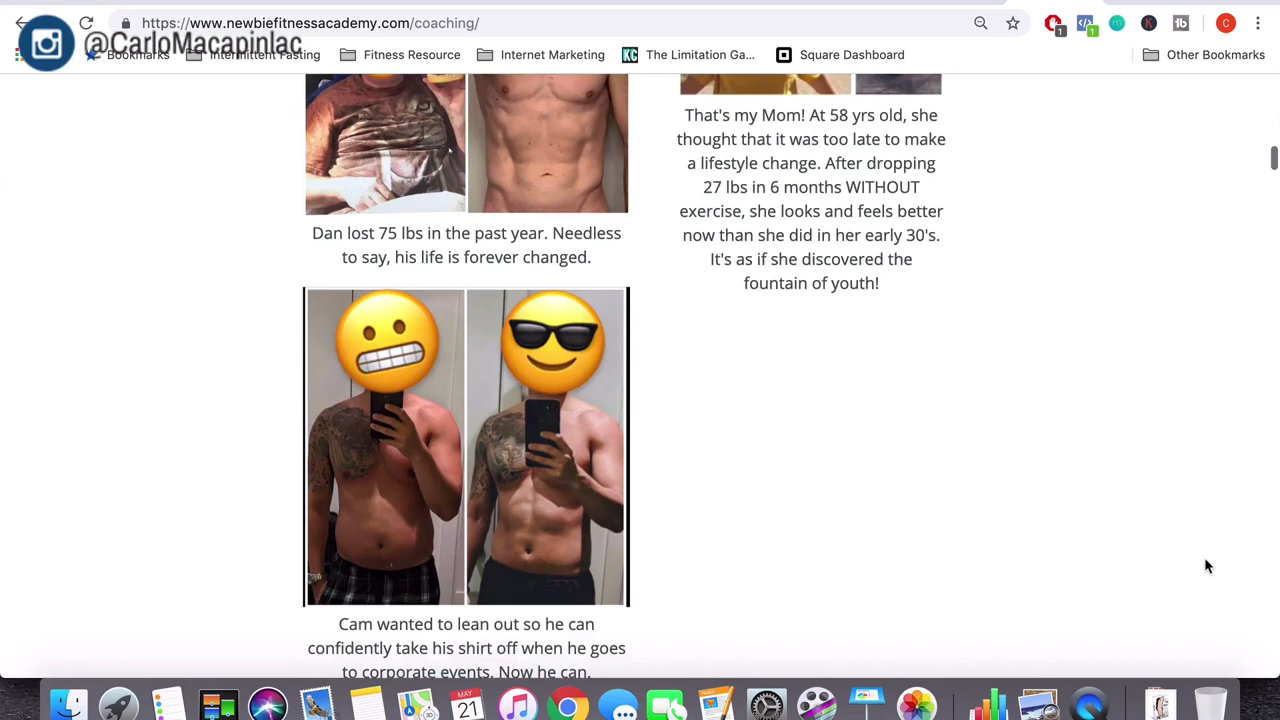 https://www.newbiefitnessacademy.com/coaching/
1
1
C
@CarloMacapinlac
Bookmarks
Intermittent Fasting
Fitness Resource
Internet Marketing
KC
The Limitation Ga...
Square Dashboard
Other Bookmarks
Dan lost 75 lbs in the past year. Needless
to say, his life is forever changed.
Cam wanted to lean out so he can
confidently take his shirt off when he goes
to corporate events. Now he can.
That's my Mom! At 58 yrs old, she
thought that it was too late to make
a lifestyle change. After dropping
27 lbs in 6 months WITHOUT
exercise, she looks and feels better
now than she did in her early 30's.
It's as if she discovered the
fountain of youth!
MAY
21